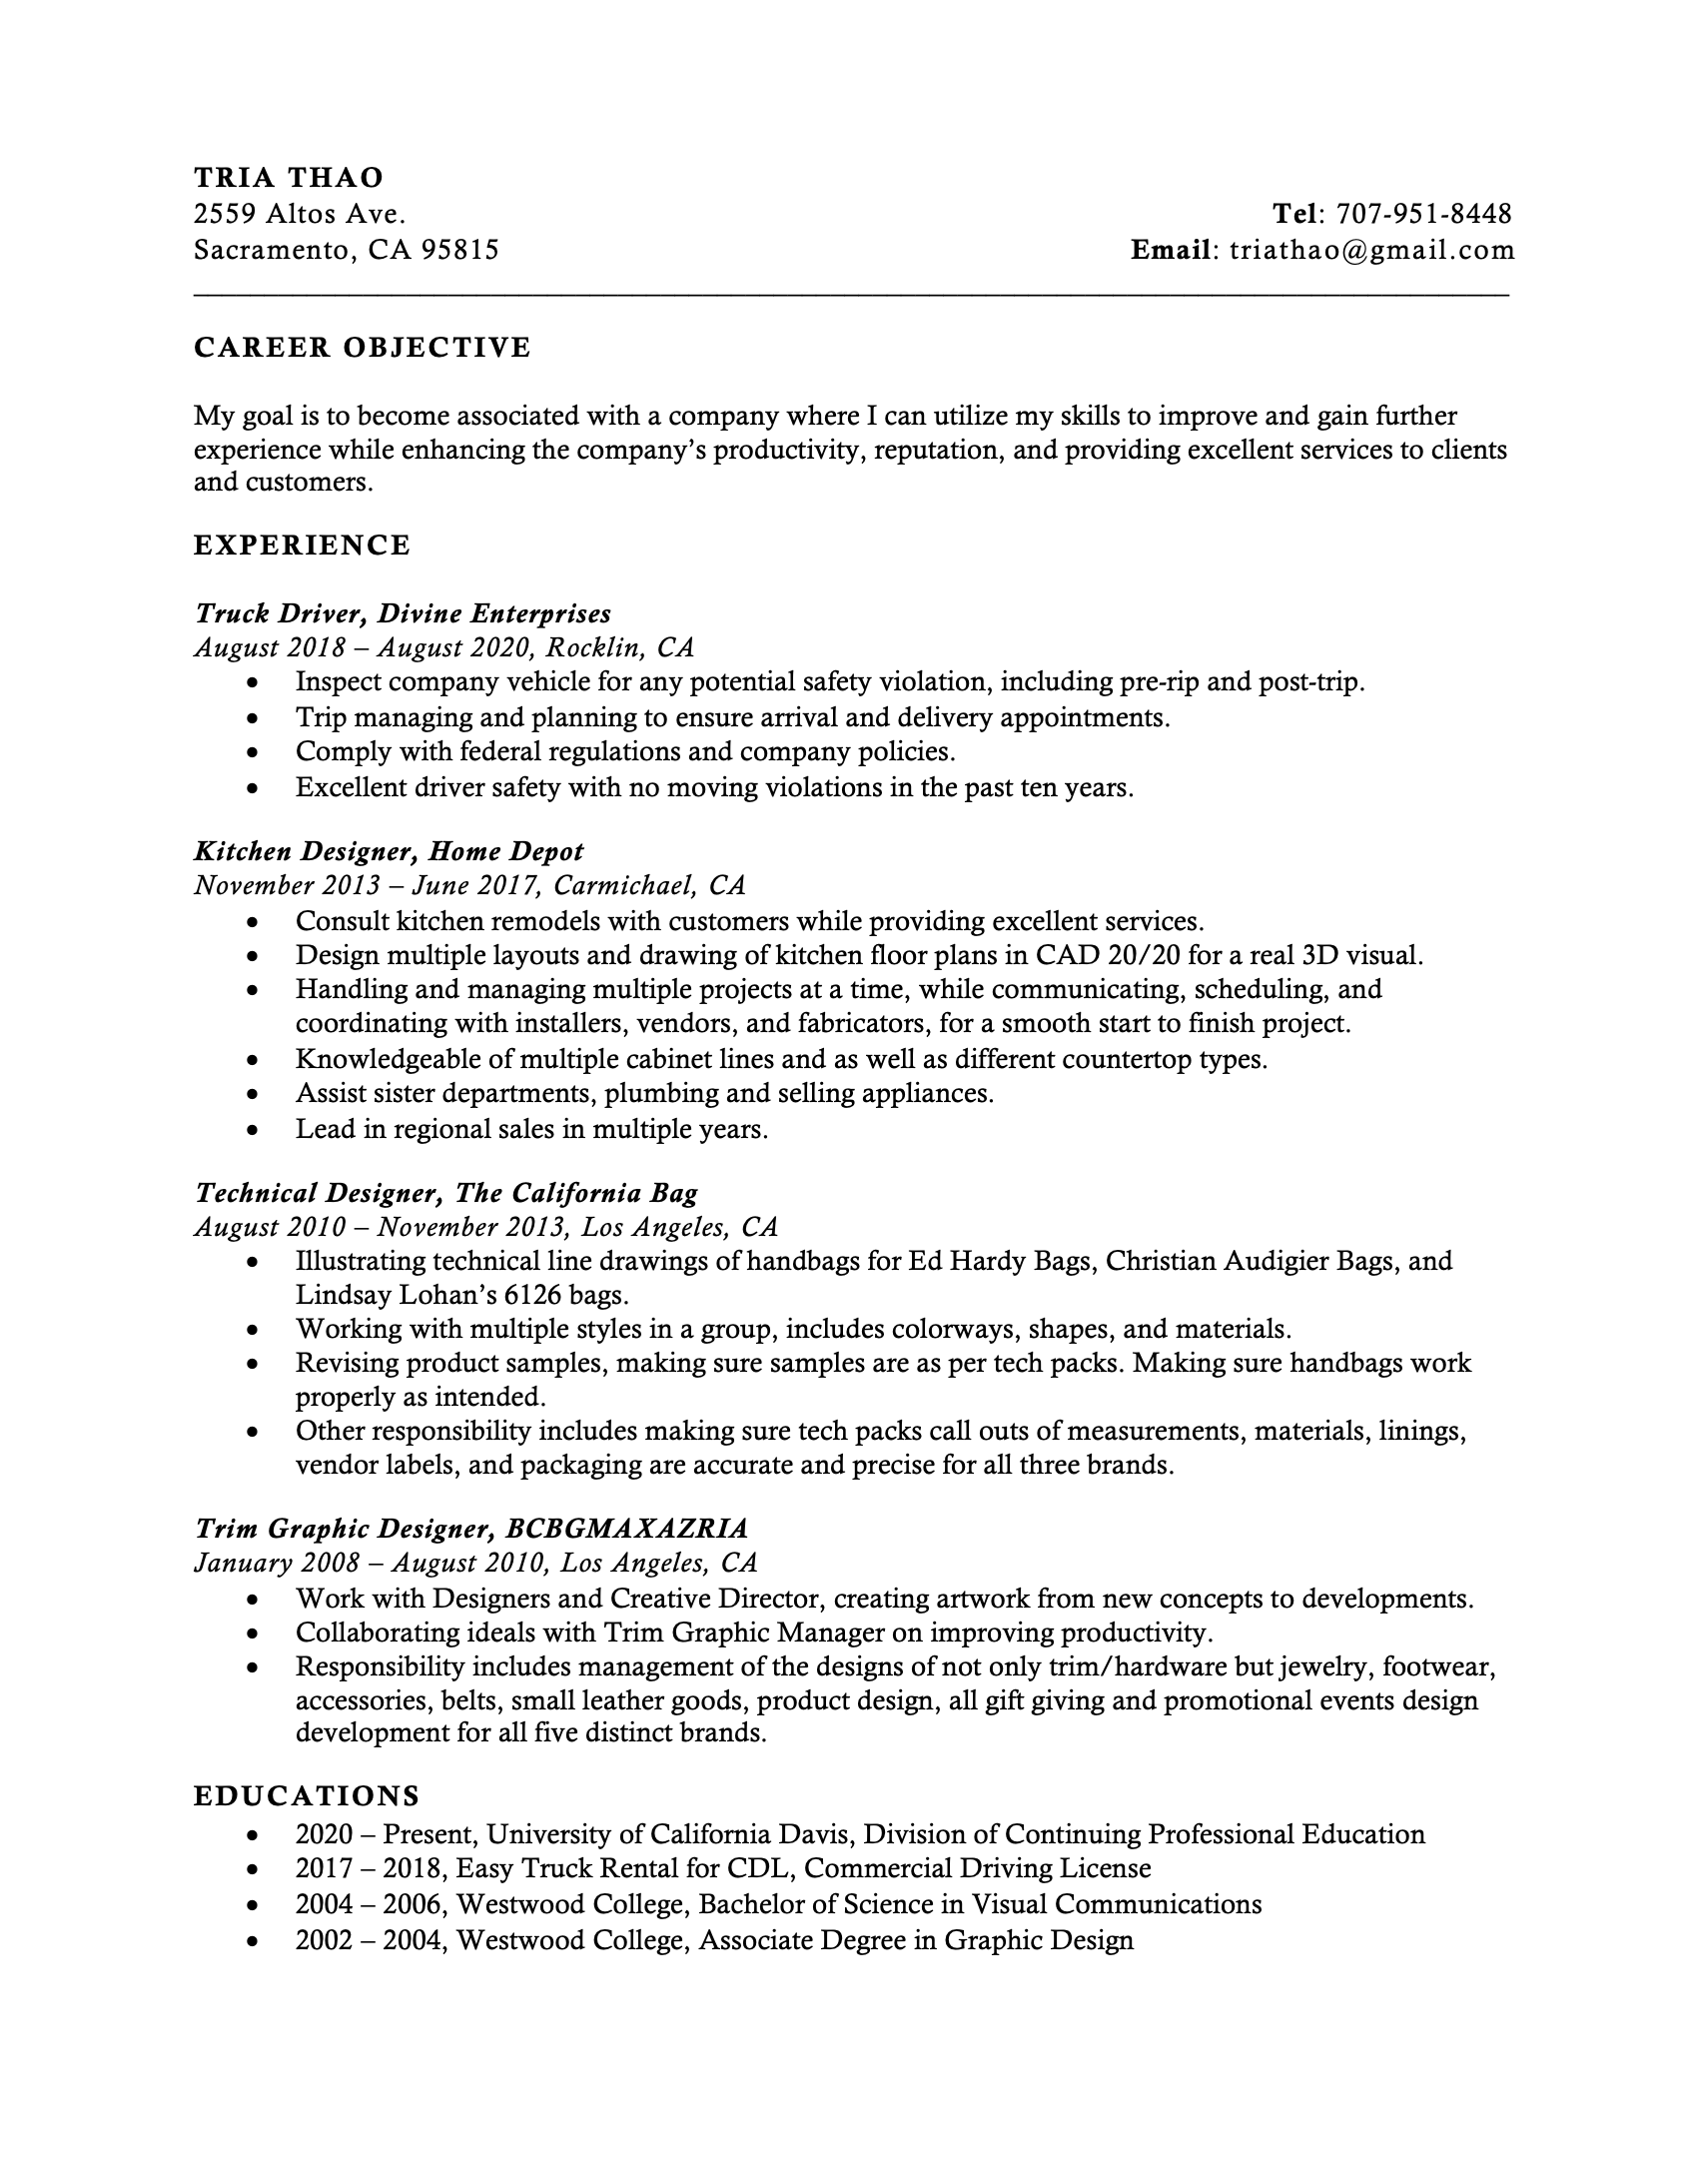 TRIA THAO
2559 Altos Ave. Tel: 707-951-8448
Sacramento, CA 95815 Email: triathao@gmail.com
CAREER OBJECTIVE
My goal is to become associated with a company where I can utilize my skills to improve and gain further
experience while enhancing the company’s productivity, reputation, and providing excellent services to clients
and customers.
EXPERIENCE
Truck Driver, Divine Enterprises
August 2018 – August 2020, Rocklin, CA
• Inspect company vehicle for any potential safety violation, including pre-rip and post-trip.
• Trip managing and planning to ensure arrival and delivery appointments.
• Comply with federal regulations and company policies.
• Excellent driver safety with no moving violations in the past ten years.
Kitchen Designer, Home Depot
November 2013 – June 2017, Carmichael, CA
• Consult kitchen remodels with customers while providing excellent services.
• Design multiple layouts and drawing of kitchen floor plans in CAD 20/20 for a real 3D visual.
• Handling and managing multiple projects at a time, while communicating, scheduling, and
coordinating with installers, vendors, and fabricators, for a smooth start to finish project.
• Knowledgeable of multiple cabinet lines and as well as different countertop types.
• Assist sister departments, plumbing and selling appliances.
• Lead in regional sales in multiple years.
Technical Designer, The California Bag
August 2010 – November 2013, Los Angeles, CA
• Illustrating technical line drawings of handbags for Ed Hardy Bags, Christian Audigier Bags, and
Lindsay Lohan’s 6126 bags.
• Working with multiple styles in a group, includes colorways, shapes, and materials.
• Revising product samples, making sure samples are as per tech packs. Making sure handbags work
properly as intended.
• Other responsibility includes making sure tech packs call outs of measurements, materials, linings,
vendor labels, and packaging are accurate and precise for all three brands.
Trim Graphic Designer, BCBGMAXAZRIA
January 2008 – August 2010, Los Angeles, CA
• Work with Designers and Creative Director, creating artwork from new concepts to developments.
• Collaborating ideals with Trim Graphic Manager on improving productivity.
• Responsibility includes management of the designs of not only trim/hardware but jewelry, footwear,
accessories, belts, small leather goods, product design, all gift giving and promotional events design
development for all five distinct brands.
EDUCATIONS
• 2020 – Present, University of California Davis, Division of Continuing Professional Education
• 2017 – 2018, Easy Truck Rental for CDL, Commercial Driving License
• 2004 – 2006, Westwood College, Bachelor of Science in Visual Communications
• 2002 – 2004, Westwood College, Associate Degree in Graphic Design